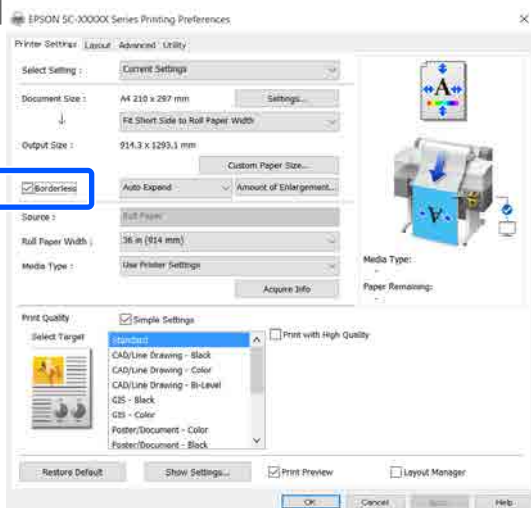 EPSON SC-XXXXX Series Printing Preferences
Printer Settings Layout Advanced Utility
Select Setting : Current Settings
Document Size : A4 210 x 297 mm Settings...
Fit Short Side to Roll Paper Width
Output Size : 914.3 x 1293.1 mm
Custom Paper Size...
Borderless Auto Expand Amount of Enlargement...
Source : Roll Paper
Roll Paper Width : 36 in (914 mm)
Media Type : Use Printer Settings
Acquire Info
A
Media Type:
-
Paper Remaining:
-
Print Quality Simple Settings
Select Target Standard Print with High Quality
CAD/Line Drawing - Black
CAD/Line Drawing - Color
CAD/Line Drawing - Bi-Level
GIS - Black
GIS - Color
Poster/Document - Color
Poster/Document - Black
Restore Default Show Settings... Print Preview Layout Manager
OK Cancel Help